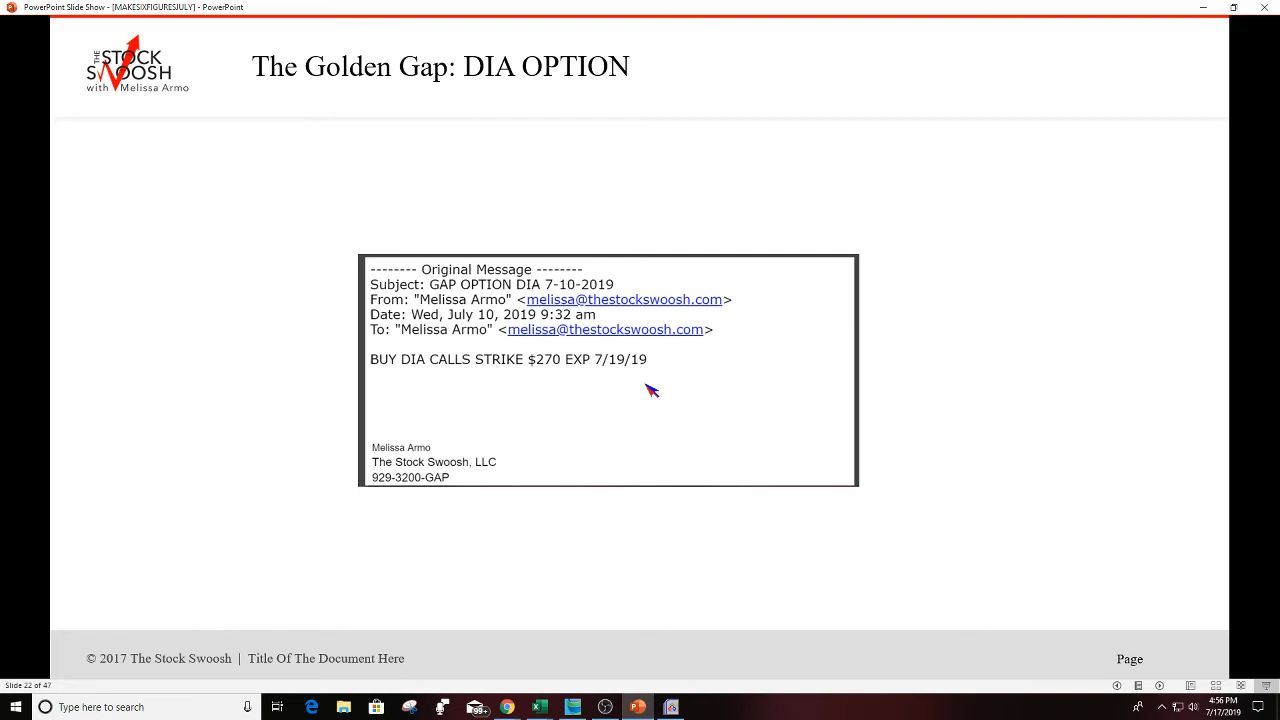 PowerPoint Slide Show - [MAKESIXFIGURESJULY] - PowerPoint
THE STOCK SWOOSH
with Melissa Armo
The Golden Gap: DIA OPTION
-------- Original Message --------
Subject: GAP OPTION DIA 7-10-2019
From: "Melissa Armo" <melissa@thestockswoosh.com>
Date: Wed, July 10, 2019 9:32 am
To: "Melissa Armo" <melissa@thestockswoosh.com>
BUY DIA CALLS STRIKE $270 EXP 7/19/19
Melissa Armo
The Stock Swoosh, LLC
929-3200-GAP
© 2017 The Stock Swoosh | Title Of The Document Here
Page
Slide 22 of 47
Type here to search
99+
4:56 PM
7/17/2019